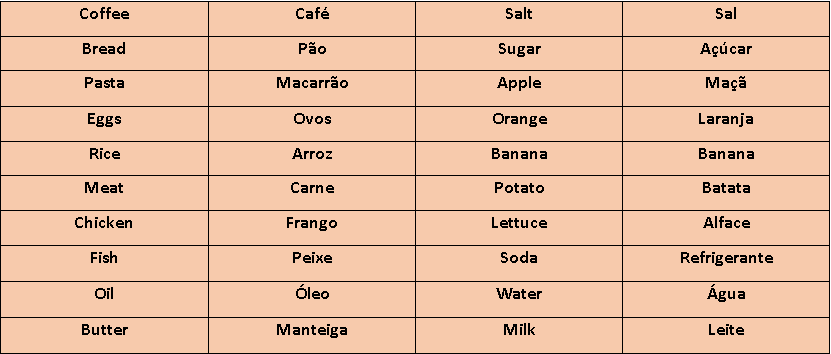 Coffee Café Salt Sal
Bread Pão Sugar Açúcar
Pasta Macarrão Apple Maçã
Eggs Ovos Orange Laranja
Rice Arroz Banana Banana
Meat Carne Potato Batata
Chicken Frango Lettuce Alface
Fish Peixe Soda Refrigerante
Oil Óleo Water Água
Butter Manteiga Milk Leite